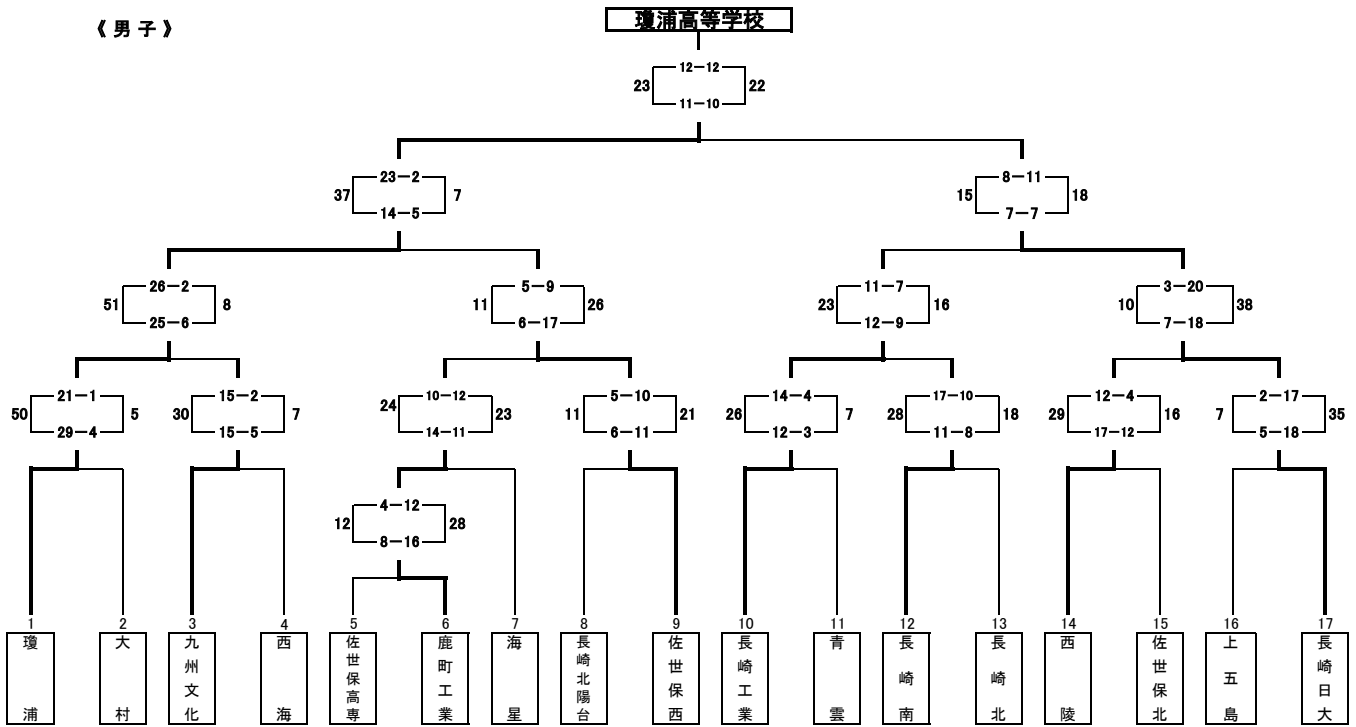 《 男 子 》
瓊浦高等学校
12－12
23 22
11－10
23－2 8－11
37 7 15 18
14－5 7－7
26－2 5－9 11－7 3－20
51 8 11 26 23 16 10 38
25－6 6－17 12－9 7－18
21－1 15－2 10－12 5－10 14－4 17－10 12－4 2－17
50 5 30 7 24 23 11 21 26 7 28 18 29 16 7 35
29－4 15－5 14－11 6－11 12－3 11－8 17－12 5－18
4－12
12 28
8－16
1 2 3 4 5 6 7 8 9 10 11 12 13 14 15 16 17
瓊浦
大村
九州文化
西海
佐世保高専
鹿町工業
海星
長崎北陽台
佐世保西
長崎工業
青雲
長崎南
長崎北
西陵
佐世保北
上五島
長崎日大